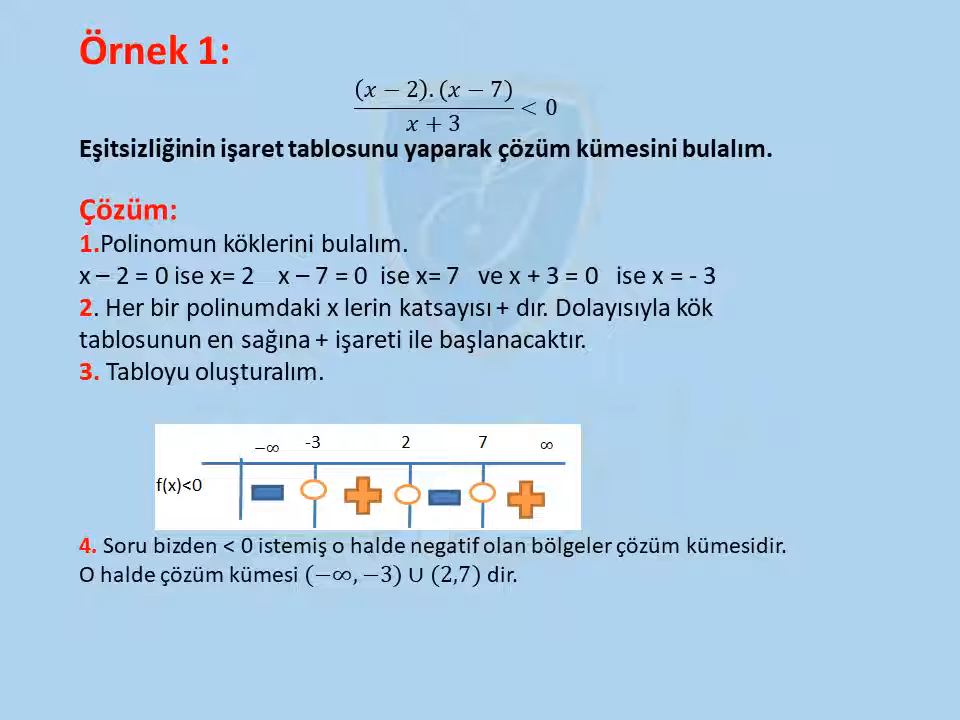 Örnek 1:
(x − 2).(x − 7)
x + 3
< 0
Eşitsizliğinin işaret tablosunu yaparak çözüm kümesini bulalım.
Çözüm:
1.Polinomun köklerini bulalım.
x – 2 = 0 ise x= 2 x – 7 = 0 ise x= 7 ve x + 3 = 0 ise x = - 3
2. Her bir polinumdaki x lerin katsayısı + dır. Dolayısıyla kök
tablosunun en sağına + işareti ile başlanacaktır.
3. Tabloyu oluşturalım.
−∞ -3 2 7 ∞
f(x)<0
4. Soru bizden < 0 istemiş o halde negatif olan bölgeler çözüm kümesidir.
O halde çözüm kümesi (−∞, −3) ∪ (2,7) dir.